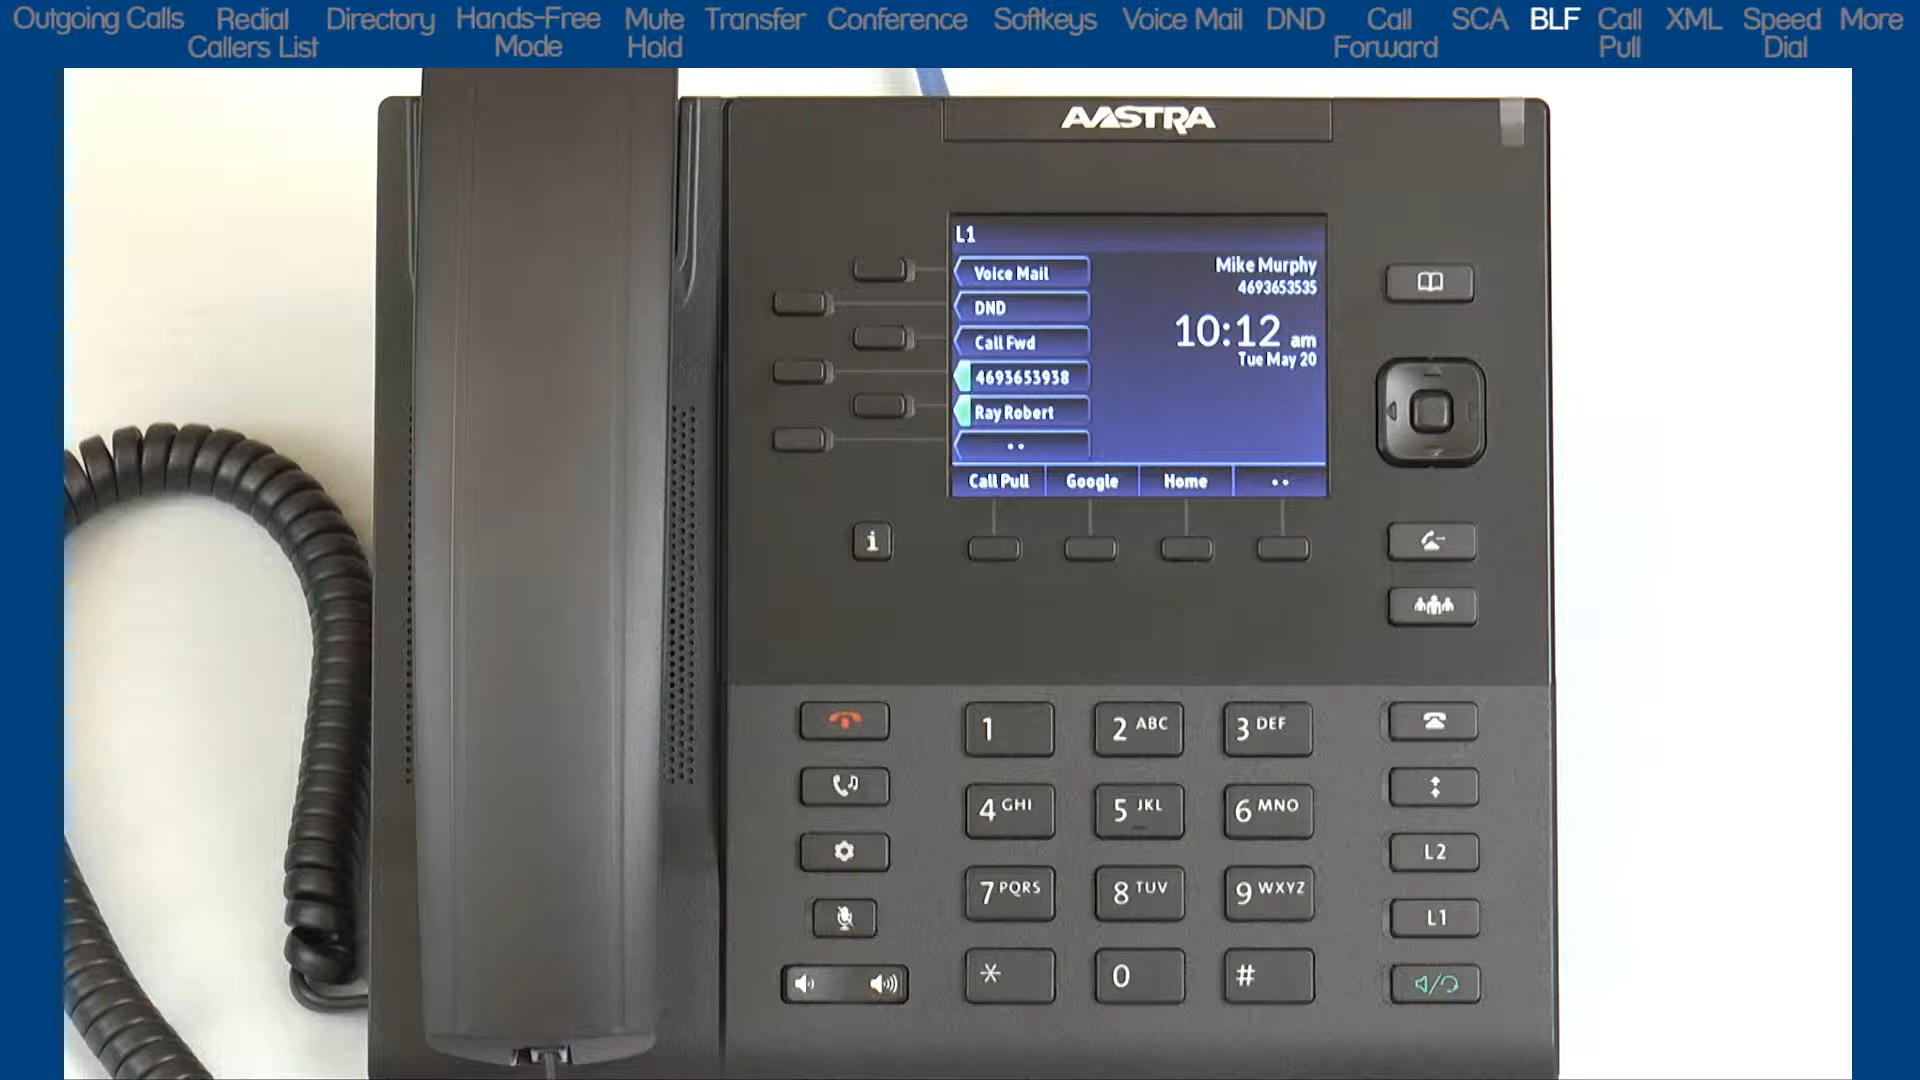 Outgoing Calls
Redial
Callers List
Directory
Hands-Free
Mode
Mute
Hold
Transfer
Conference
Softkeys
Voice Mail
DND
Call
Forward
SCA
BLF
Call
Pull
XML
Speed
Dial
More
AASTRA
L1
Voice Mail
DND
Call Fwd
4693653938
Ray Robert
Mike Murphy
4693653535
10:12 am
Tue May 20
Call Pull
Google
Home
i
1
2 ABC
3 DEF
4 GHI
5 JKL
6 MNO
7 PQRS
8 TUV
9 WXYZ
*
0
#
L2
L1